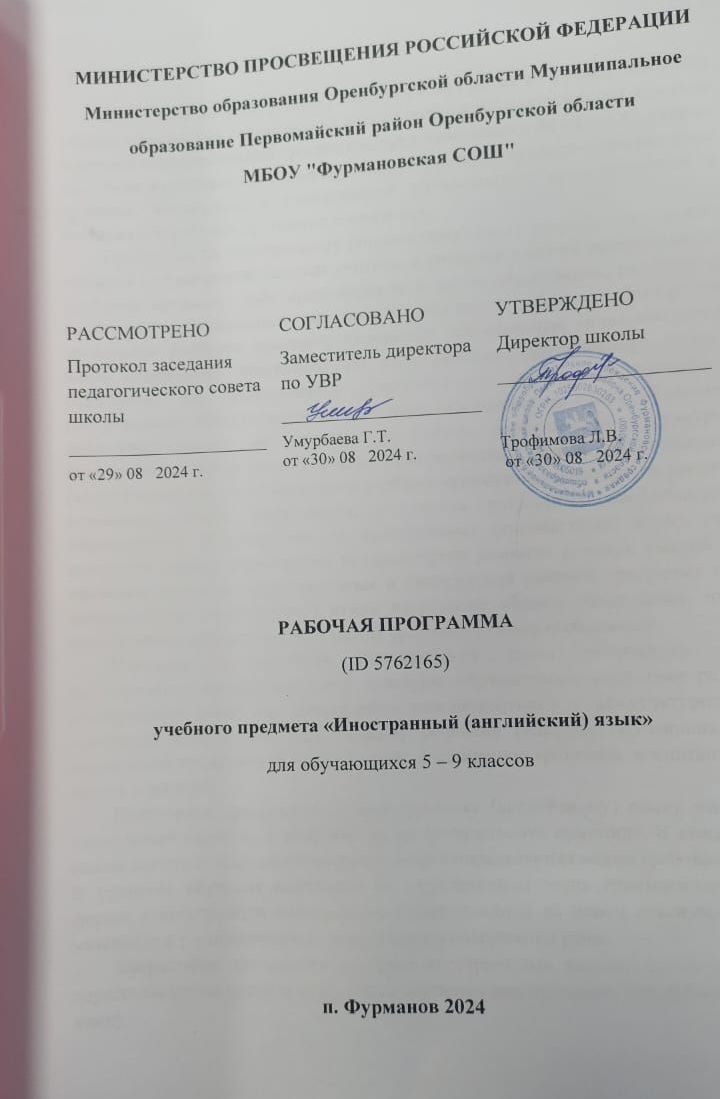 МИНИСТЕРСТВО ПРОСВЕЩЕНИЯ РОССИЙСКОЙ ФЕДЕРАЦИИ
Министерство образования Оренбургской области Муниципальное
образование Первомайский район Оренбургской области
МБОУ "Фурмановская СОШ"
РАССМОТРЕНО
Протокол заседания
педагогического совета
школы
от «29» 08 2024 г.
СОГЛАСОВАНО
Заместитель директора
по УВР
Умурбаева Г.Т.
от «30» 08 2024 г.
УТВЕРЖДЕНО
Директор школы
Трофимова Л.В.
от «30» 08 2024 г.
РАБОЧАЯ ПРОГРАММА
(ID 5762165)
учебного предмета «Иностранный (английский) язык»
для обучающихся 5 – 9 классов
п. Фурманов 2024